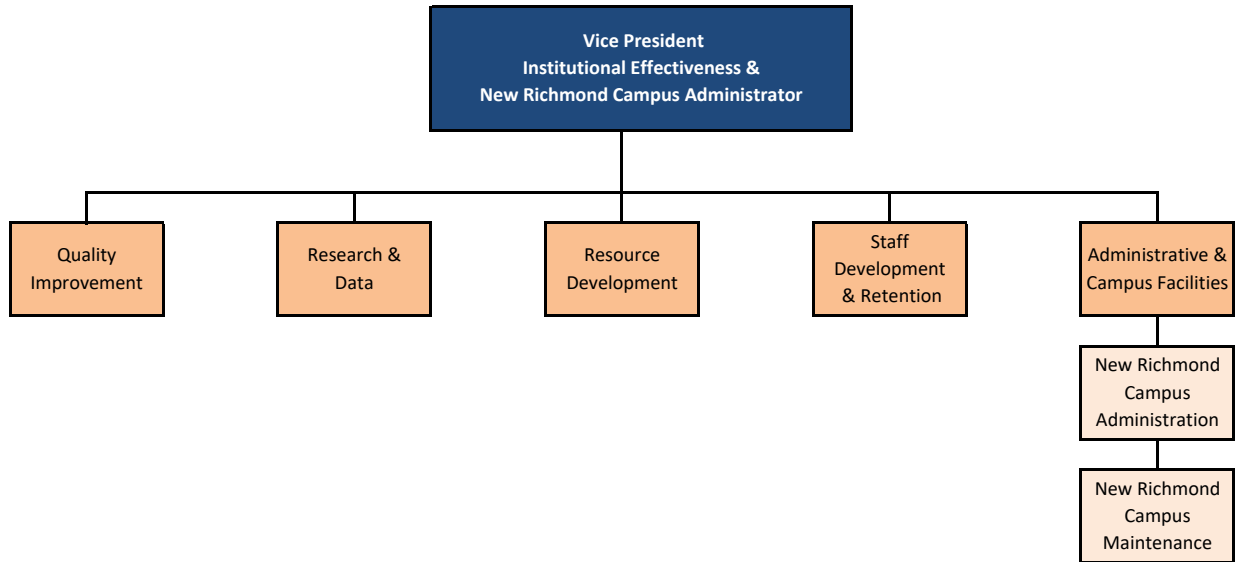 Vice President
Institutional Effectiveness &
New Richmond Campus Administrator
Quality
Improvement
Research &
Data
Resource
Development
Staff
Development
& Retention
Administrative &
Campus Facilities
New Richmond
Campus
Administration
New Richmond
Campus
Maintenance